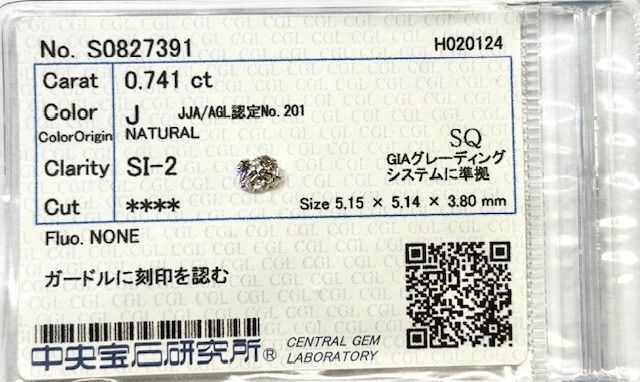 No. S0827391 H020124
Carat 0.741 ct
Color J JJA/AGL認定No.201
ColorOrigin NATURAL
SQ
Clarity SI-2 GIAグレーディング
システムに準拠
Cut **** Size 5.15 × 5.14 × 3.80 mm
Fluo. NONE
ガードルに刻印を認む
中央宝石研究所® CENTRAL GEM
LABORATORY